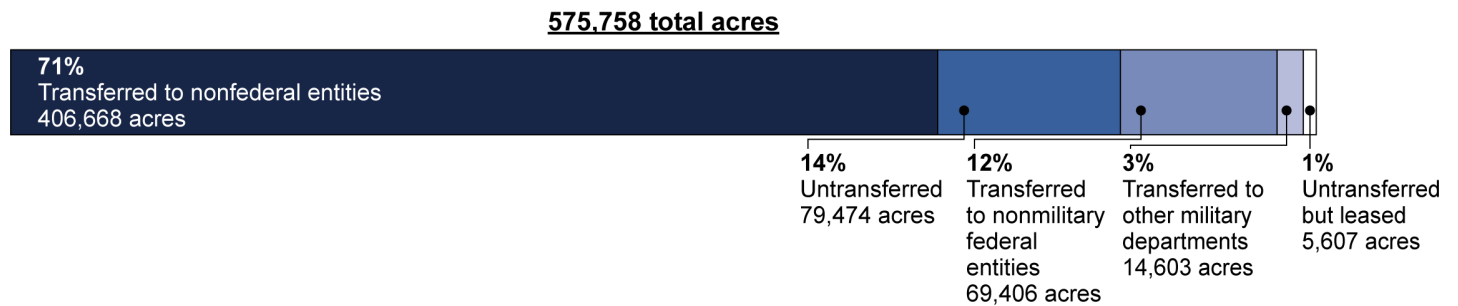 575,758 total acres
71%
Transferred to nonfederal entities
406,668 acres
14%
Untransferred
79,474 acres
12%
Transferred
to nonmilitary
federal
entities
69,406 acres
3%
Transferred to
other military
departments
14,603 acres
1%
Untransferred
but leased
5,607 acres